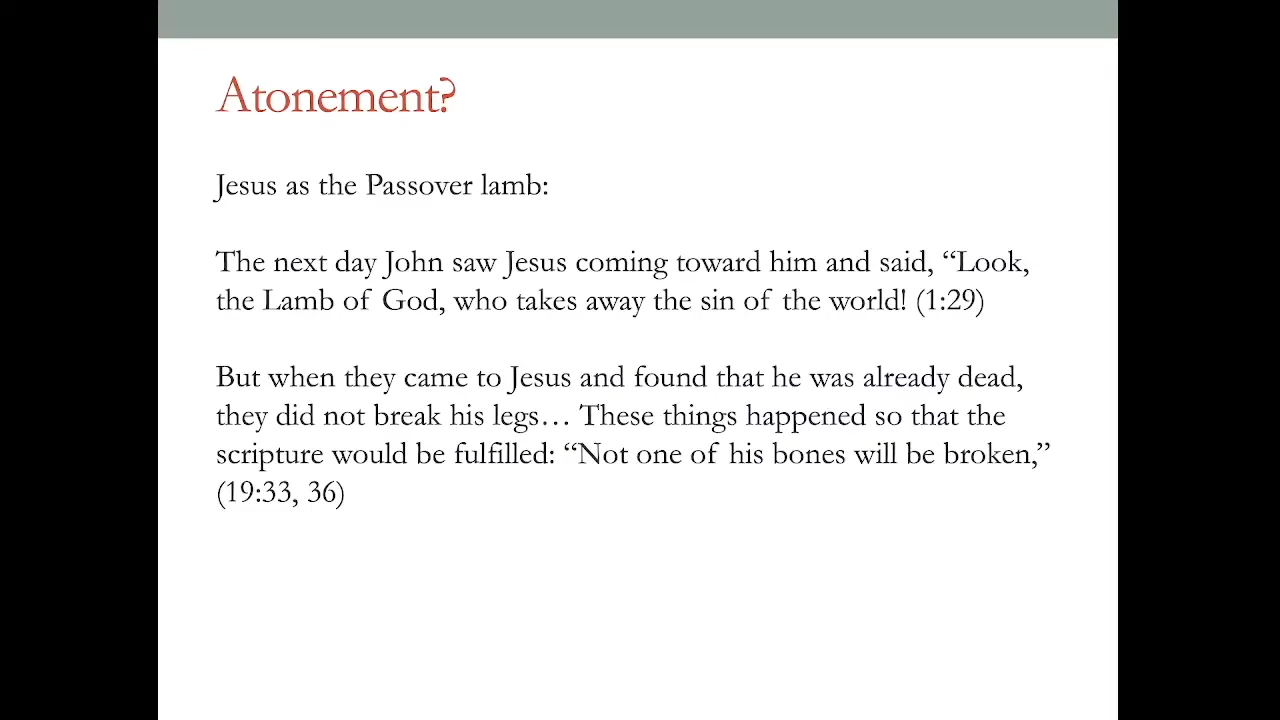 Atonement?
Jesus as the Passover lamb:
The next day John saw Jesus coming toward him and said, “Look,
the Lamb of God, who takes away the sin of the world! (1:29)
But when they came to Jesus and found that he was already dead,
they did not break his legs… These things happened so that the
scripture would be fulfilled: “Not one of his bones will be broken,”
(19:33, 36)